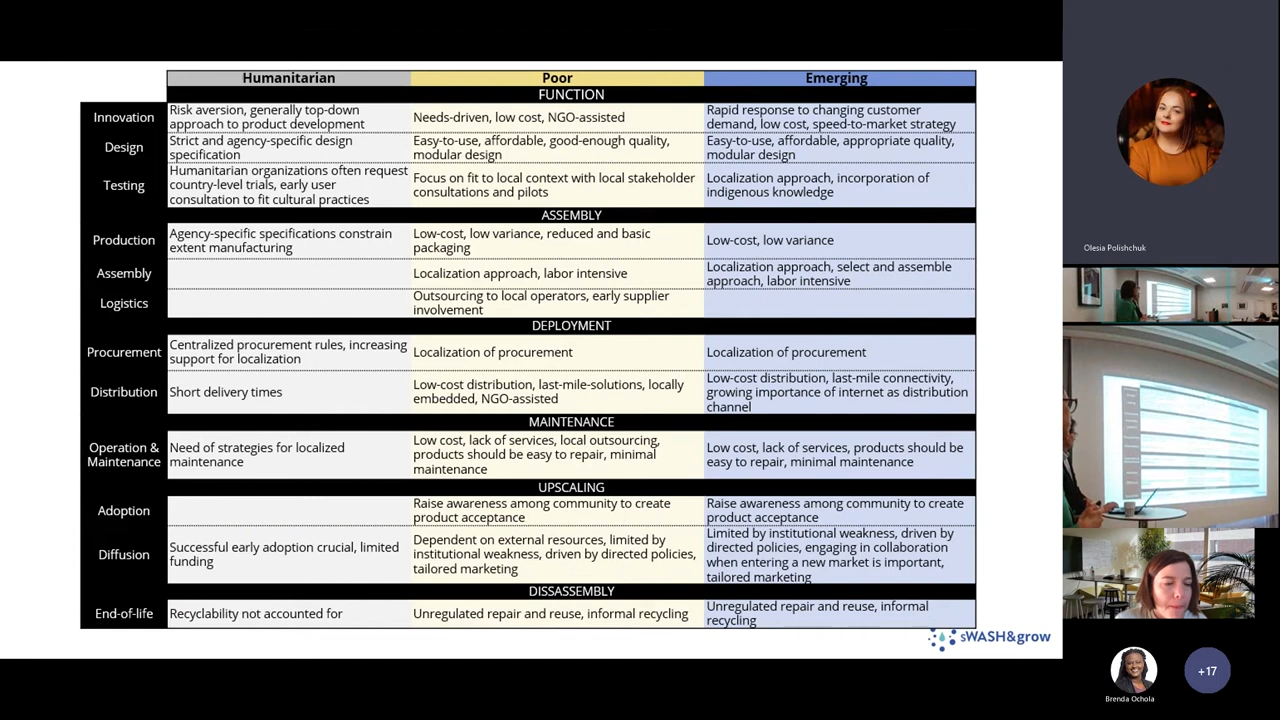 Humanitarian Poor Emerging
FUNCTION
Innovation
Risk aversion, generally top-down
approach to product development
Needs-driven, low cost, NGO-assisted
Rapid response to changing customer
demand, low cost, speed-to-market strategy
Design
Strict and agency-specific design
specification
Easy-to-use, affordable, good-enough quality,
modular design
Easy-to-use, affordable, appropriate quality,
modular design
Testing
Humanitarian organizations often request
country-level trials, early user
consultation to fit cultural practices
Focus on fit to local context with local stakeholder
consultations and pilots
Localization approach, incorporation of
indigenous knowledge
ASSEMBLY
Production
Agency-specific specifications constrain
extent manufacturing
Low-cost, low variance, reduced and basic
packaging
Low-cost, low variance
Assembly
Localization approach, labor intensive
Localization approach, select and assemble
approach, labor intensive
Logistics
Outsourcing to local operators, early supplier
involvement
DEPLOYMENT
Procurement
Centralized procurement rules, increasing
support for localization
Localization of procurement
Localization of procurement
Distribution
Short delivery times
Low-cost distribution, last-mile-solutions, locally
embedded, NGO-assisted
Low-cost distribution, last-mile connectivity,
growing importance of internet as distribution
channel
MAINTENANCE
Operation &
Maintenance
Need of strategies for localized
maintenance
Low cost, lack of services, local outsourcing,
products should be easy to repair, minimal
maintenance
Low cost, lack of services, products should be
easy to repair, minimal maintenance
UPSCALING
Adoption
Raise awareness among community to create
product acceptance
Raise awareness among community to create
product acceptance
Diffusion
Successful early adoption crucial, limited
funding
Dependent on external resources, limited by
institutional weakness, driven by directed policies,
tailored marketing
Limited by institutional weakness, driven by
directed policies, engaging in collaboration
when entering a new market is important,
tailored marketing
DISSASSEMBLY
End-of-life
Recyclability not accounted for
Unregulated repair and reuse, informal recycling
Unregulated repair and reuse, informal
recycling
sWASH&grow
Olesia Polishchuk
Brenda Ochola
+17